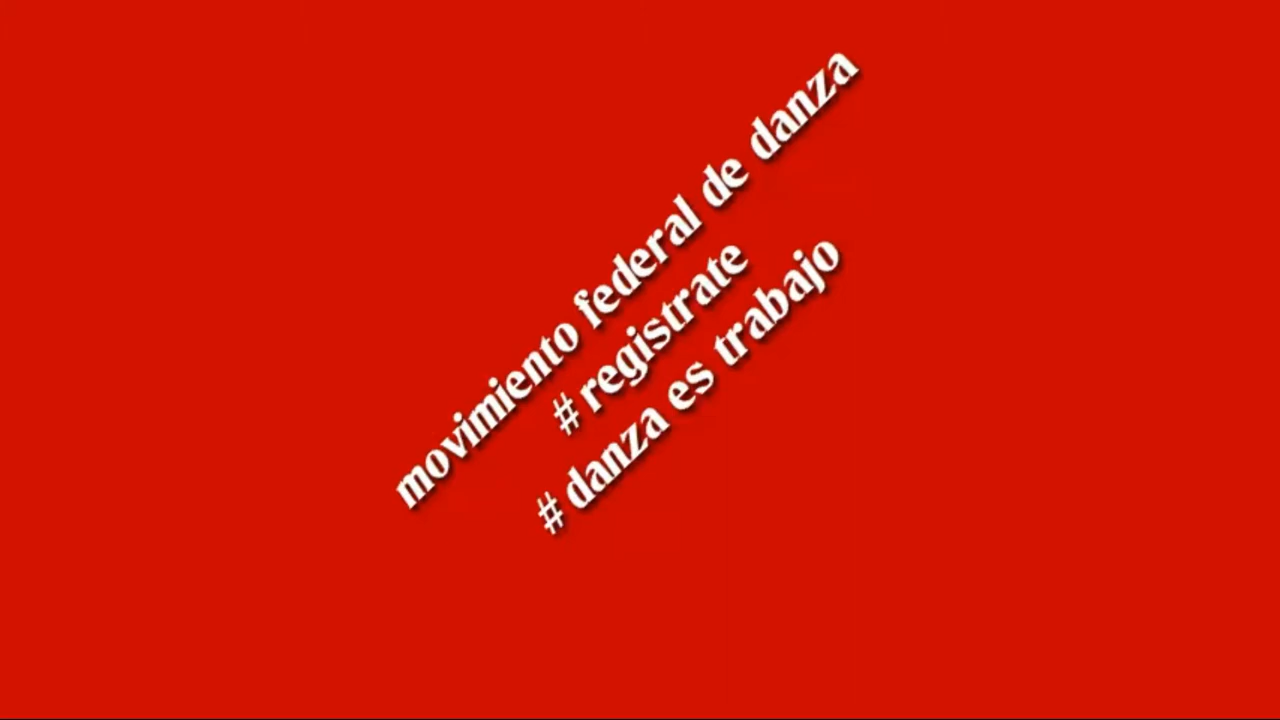 movimiento federal de danza
# registrate
# danza es trabajo